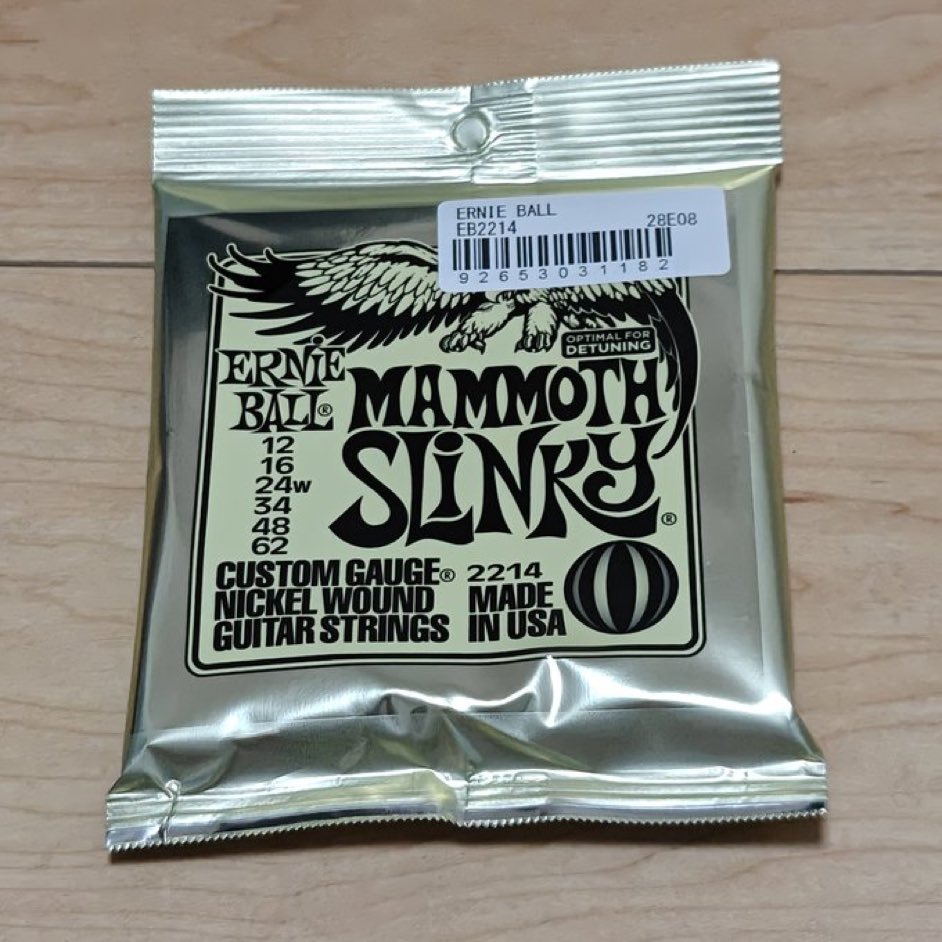 ERNIE BALL
EB2214 28E08
92653031182
OPTIMAL FOR
DETUNING
ERNiE
BALL®
MAMMOTH
SLiNKY®
12
16
24w
34
48
62
CUSTOM GAUGE®
NICKEL WOUND
GUITAR STRINGS
2214
MADE
IN USA